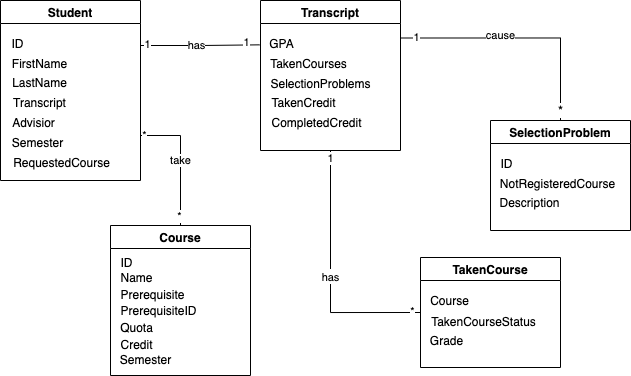 Student
ID
FirstName
LastName
Transcript
Advisior
Semester
RequestedCourse
1
has
1
Transcript
GPA
TakenCourses
SelectionProblems
TakenCredit
CompletedCredit
1
cause
*
SelectionProblem
ID
NotRegisteredCourse
Description
*
take
*
Course
ID
Name
Prerequisite
PrerequisiteID
Quota
Credit
Semester
1
has
*
TakenCourse
Course
TakenCourseStatus
Grade